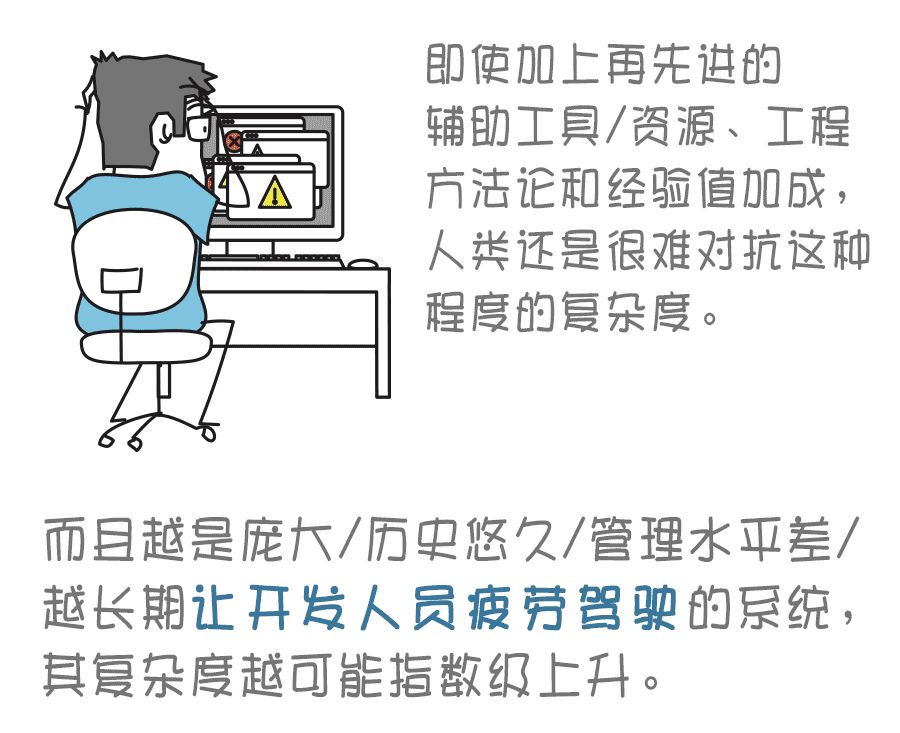 即使加上再先进的
辅助工具/资源、工程
方法论和经验值加成，
人类还是很难对抗这种
程度的复杂度。
而且越是庞大/历史悠久/管理水平差/
越长期让开发人员疲劳驾驶的系统，
其复杂度越可能指数级上升。